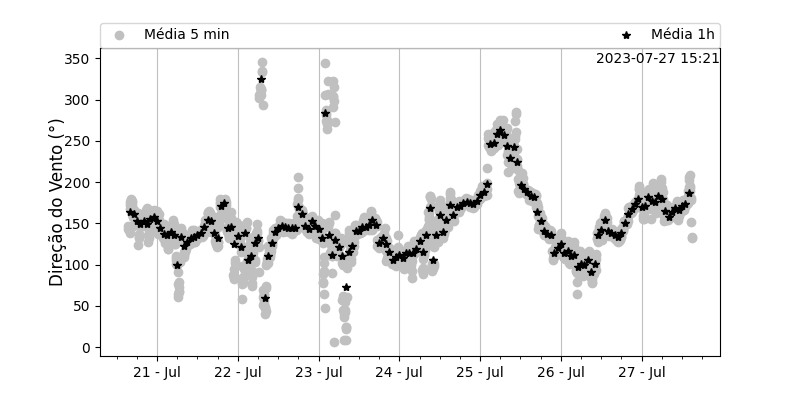 Média 5 min
Média 1h
2023-07-27 15:21
Direção do Vento (°)
350
300
250
200
150
100
50
0
21 - Jul
22 - Jul
23 - Jul
24 - Jul
25 - Jul
26 - Jul
27 - Jul